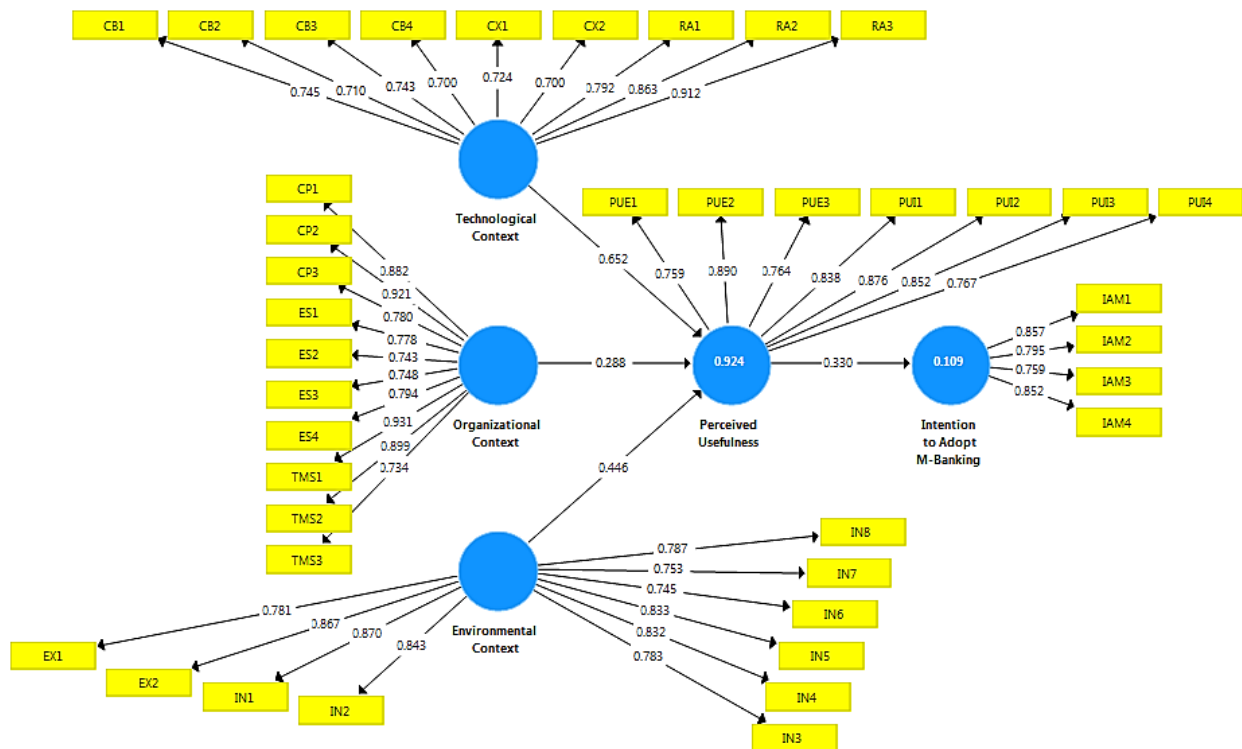 CB1 CB2 CB3 CB4 CX1 CX2 RA1 RA2 RA3
0.745 0.710 0.743 0.700 0.724 0.700 0.792 0.863 0.912
Technological
Context
0.652
CP1
CP2
CP3
ES1
ES2
ES3
ES4
TMS1
TMS2
TMS3
0.882
0.921
0.780
0.778
0.743
0.748
0.794
0.931
0.899
0.734
Organizational
Context
0.288
PUE1 PUE2 PUE3 PUI1 PUI2 PUI3 PUI4
0.759 0.890 0.764 0.838 0.876 0.852 0.767
0.924
Perceived
Usefulness
0.330
0.109
Intention
to Adopt
M-Banking
0.857
0.795
0.759
0.852
IAM1
IAM2
IAM3
IAM4
0.446
Environmental
Context
0.781
0.867
0.870
0.843
EX1
EX2
IN1
IN2
0.787
0.753
0.745
0.833
0.832
0.783
IN8
IN7
IN6
IN5
IN4
IN3